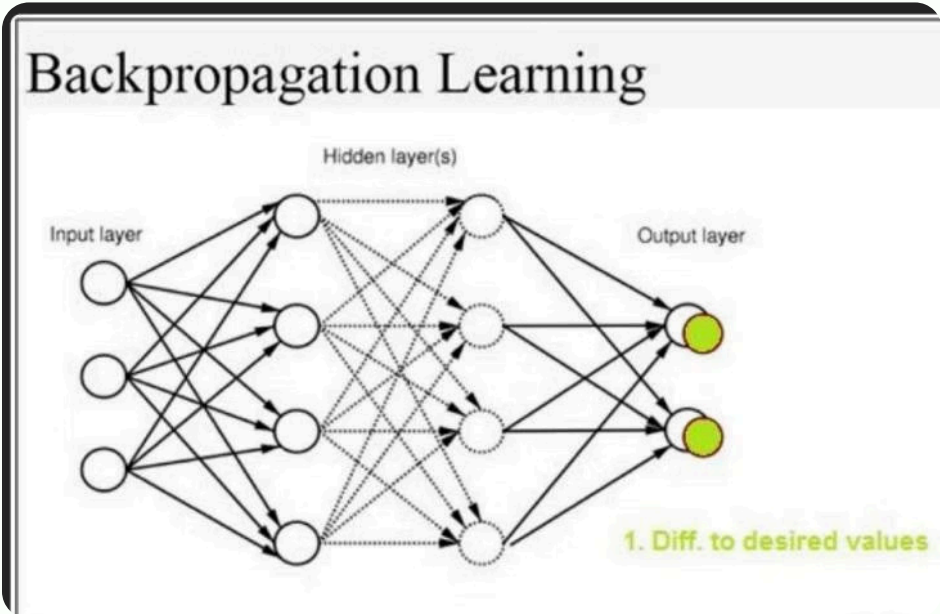 Backpropagation Learning
Hidden layer(s)
Input layer
Output layer
1. Diff. to desired values